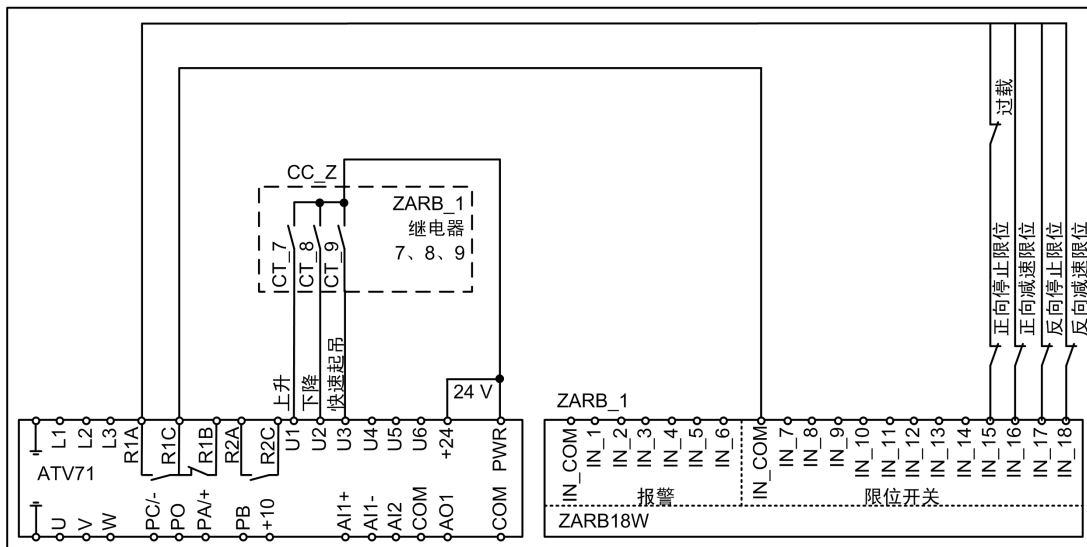 过载
CC_Z
ZARB_1
继电器
7、8、9
CT_7
CT_8
CT_9
正向停止限位
正向减速限位
反向停止限位
反向减速限位
上升
下降
快速起吊
24 V
ZARB_1
L1
L2
L3
R1A
R1C
R1B
R2A
R2C
U1
U2
U3
U4
U5
U6
+24
PWR
ATV71
U
V
W
PC/-
PO
PA/+
PB
+10
AI1+
AI1-
AI2
COM
AO1
COM
IN_COM
IN_1
IN_2
IN_3
IN_4
IN_5
IN_6
IN_COM
IN_7
IN_8
IN_9
IN_10
IN_11
IN_12
IN_13
IN_14
IN_15
IN_16
IN_17
IN_18
报警
限位开关
ZARB18W